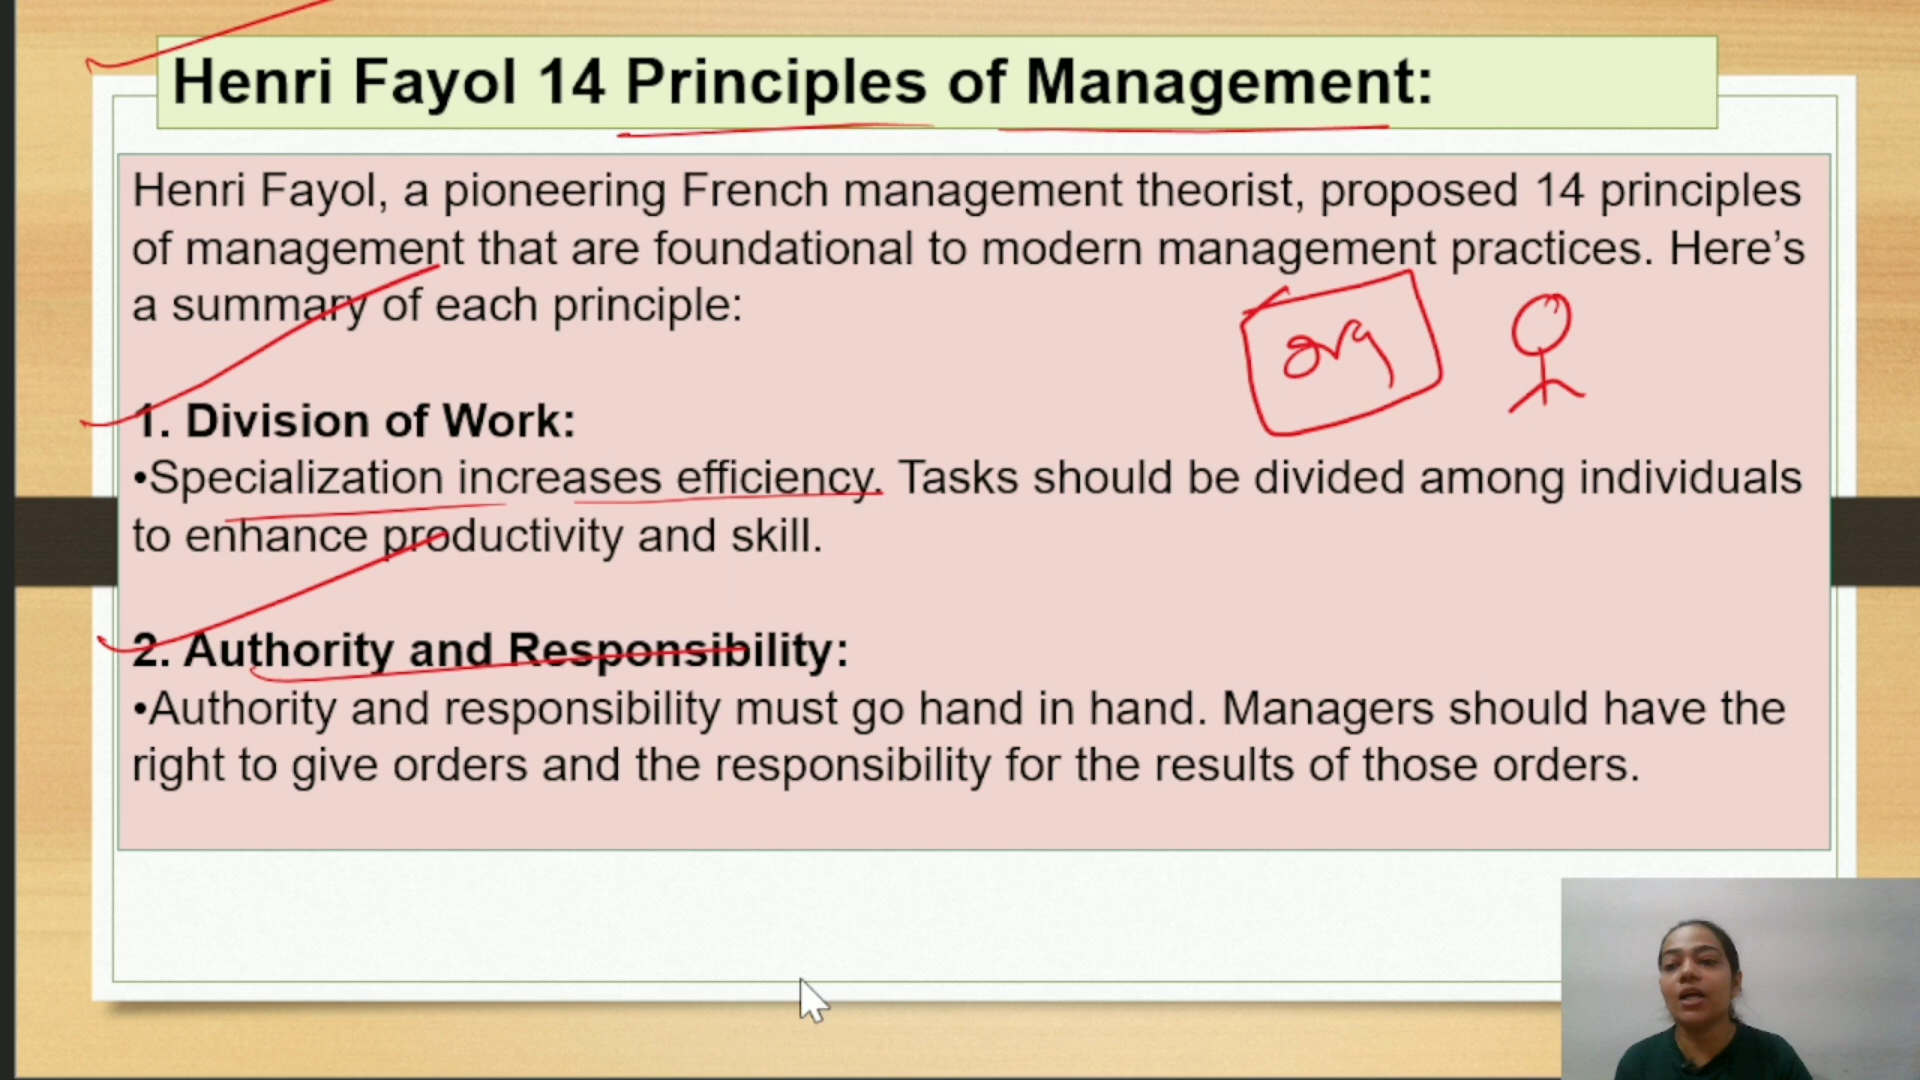 Henri Fayol 14 Principles of Management:
Henri Fayol, a pioneering French management theorist, proposed 14 principles
of management that are foundational to modern management practices. Here’s
a summary of each principle:
org
1. Division of Work:
•Specialization increases efficiency. Tasks should be divided among individuals
to enhance productivity and skill.
2. Authority and Responsibility:
•Authority and responsibility must go hand in hand. Managers should have the
right to give orders and the responsibility for the results of those orders.